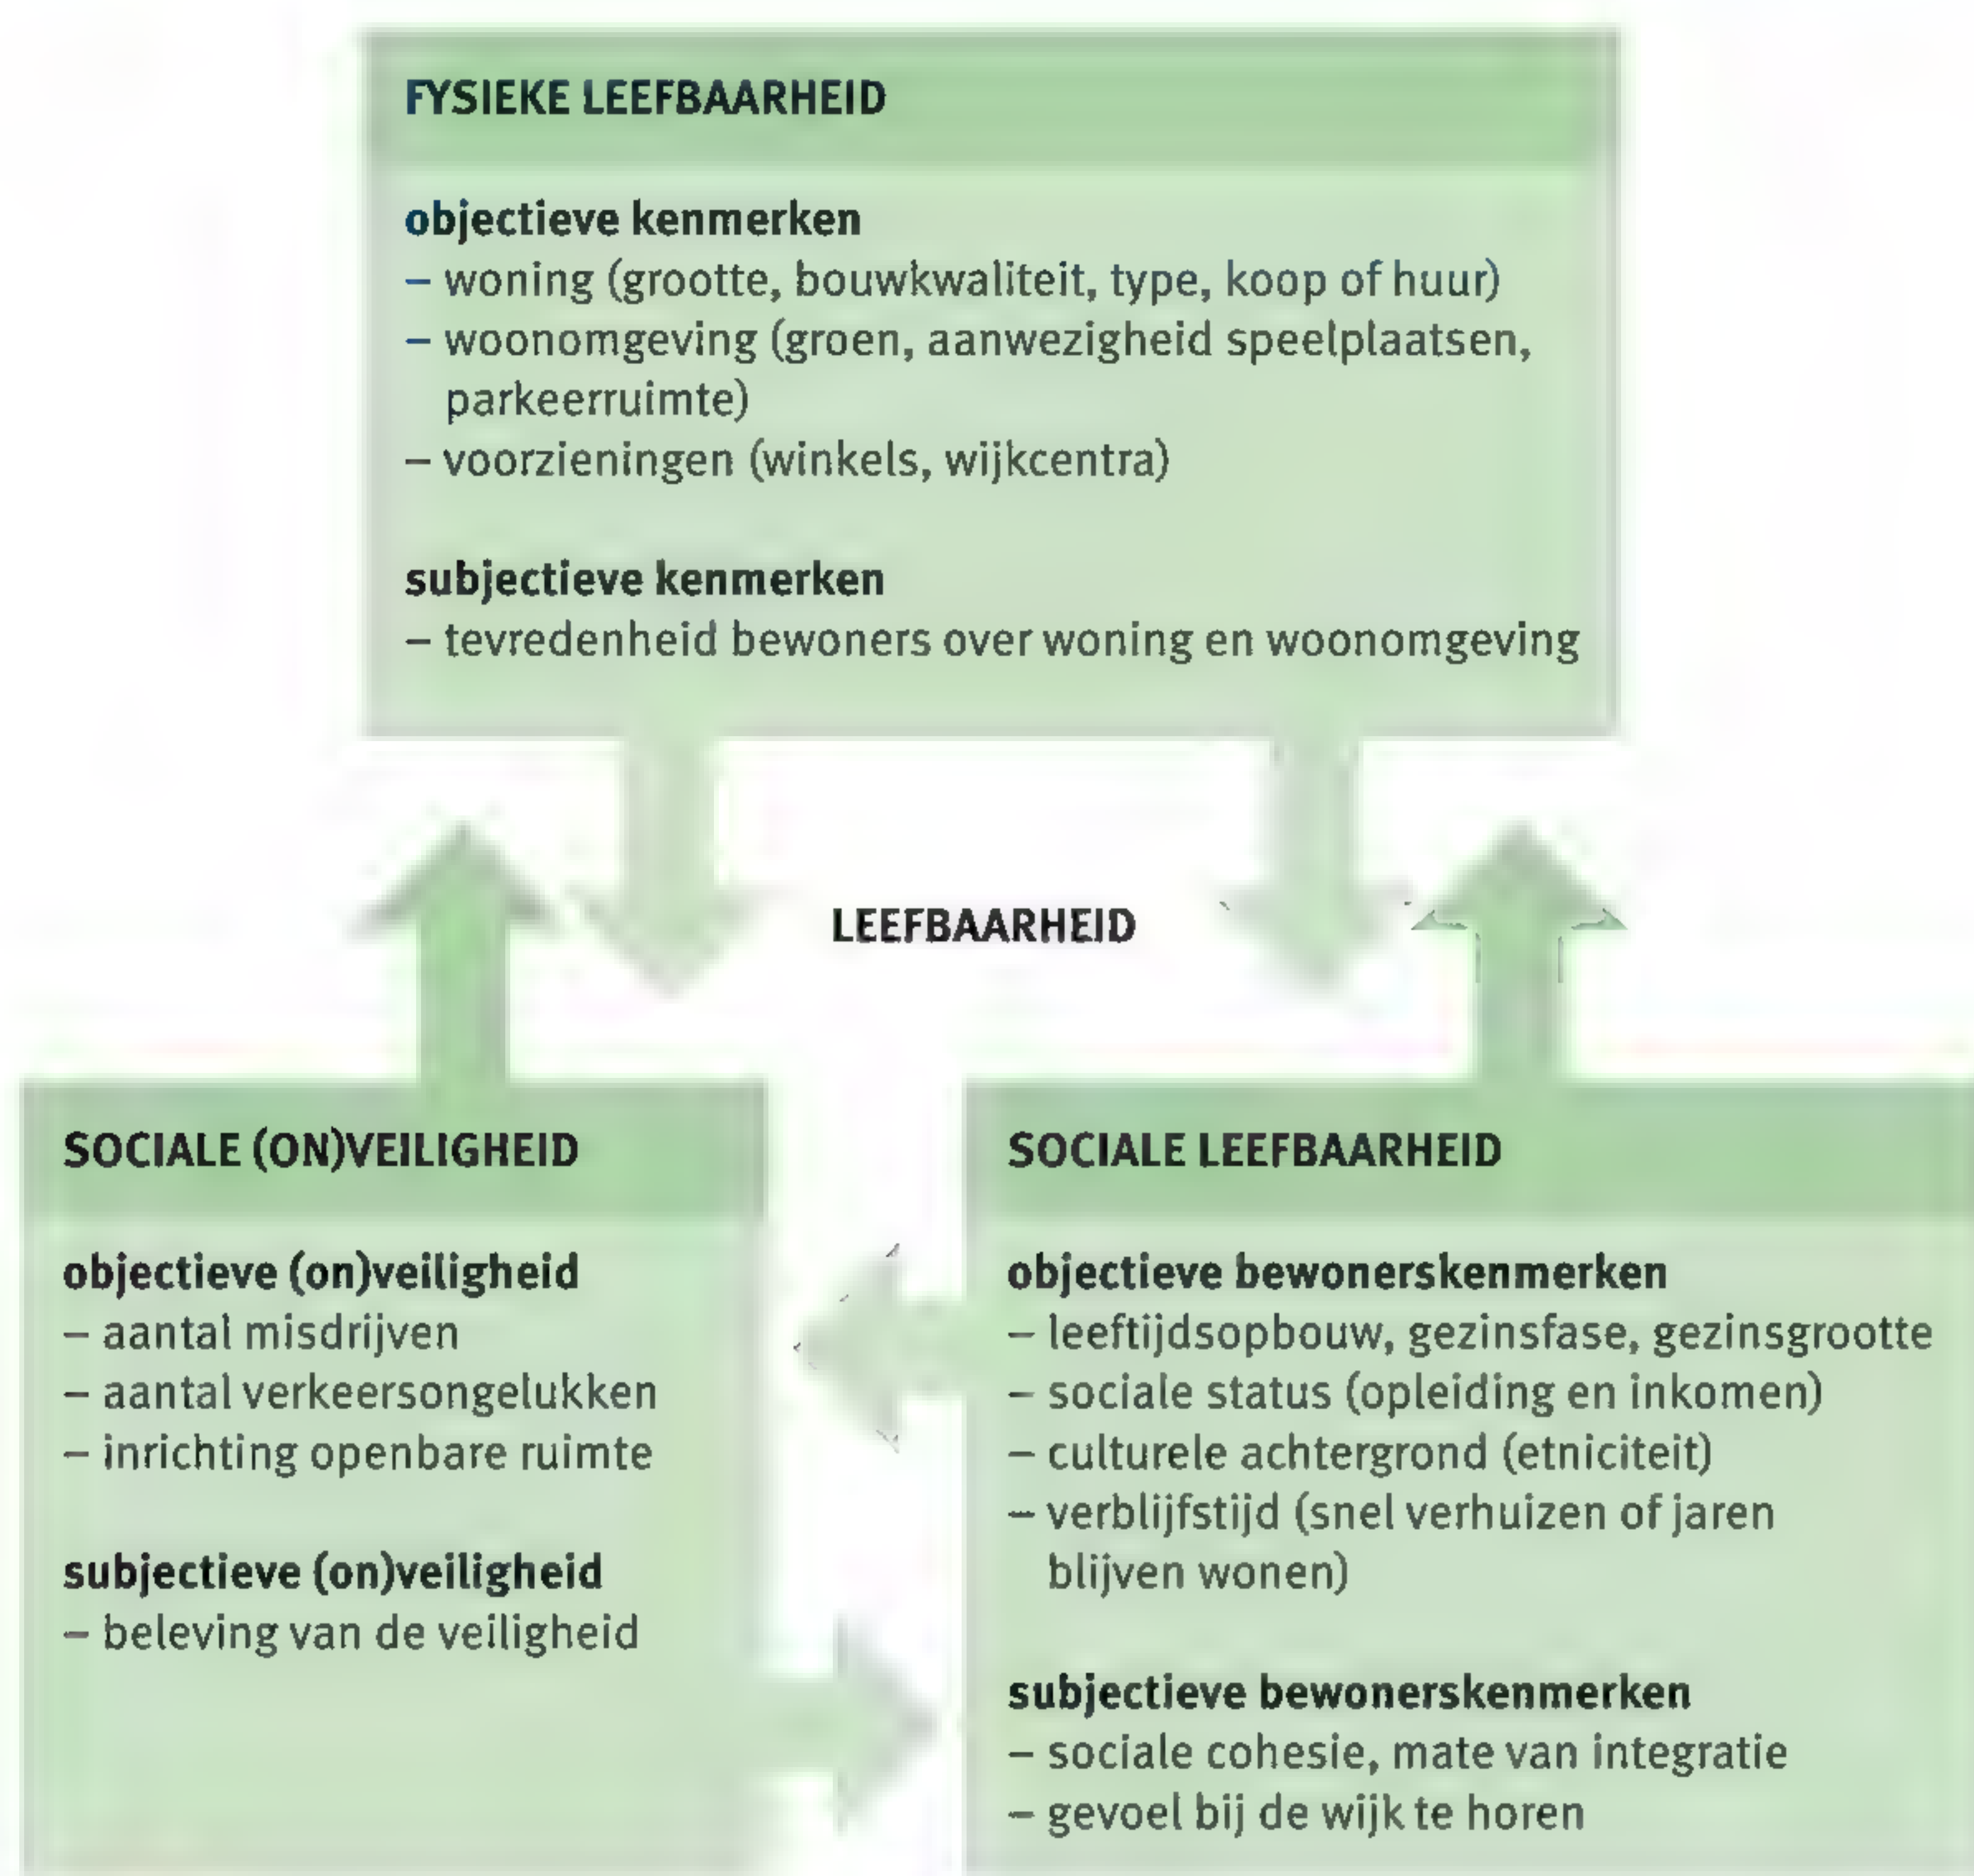 FYSIEKE LEEFBAARHEID
objectieve kenmerken
– woning (grootte, bouwkwaliteit, type, koop of huur)
– woonomgeving (groen, aanwezigheid speelplaatsen,
parkeerruimte)
– voorzieningen (winkels, wijkcentra)
subjectieve kenmerken
– tevredenheid bewoners over woning en woonomgeving
LEEFBAARHEID
SOCIALE (ON)VEILIGHEID
objectieve (on)veiligheid
– aantal misdrijven
– aantal verkeersongelukken
– inrichting openbare ruimte
subjectieve (on)veiligheid
– beleving van de veiligheid
SOCIALE LEEFBAARHEID
objectieve bewonerskenmerken
– leeftijdsopbouw, gezinsfase, gezinsgrootte
– sociale status (opleiding en inkomen)
– culturele achtergrond (etniciteit)
– verblijfstijd (snel verhuizen of jaren
blijven wonen)
subjectieve bewonerskenmerken
– sociale cohesie, mate van integratie
– gevoel bij de wijk te horen